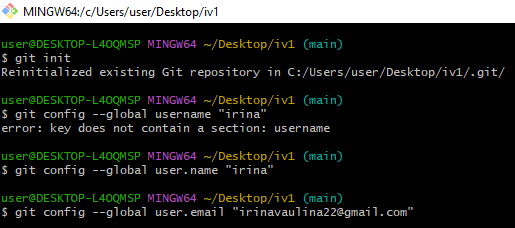 MINGW64:/c/Users/user/Desktop/iv1
user@DESKTOP-L4OQMSP MINGW64 ~/Desktop/iv1 (main)
$ git init
Reinitialized existing Git repository in C:/Users/user/Desktop/iv1/.git/
user@DESKTOP-L4OQMSP MINGW64 ~/Desktop/iv1 (main)
$ git config --global username "irina"
error: key does not contain a section: username
user@DESKTOP-L4OQMSP MINGW64 ~/Desktop/iv1 (main)
$ git config --global user.name "irina"
user@DESKTOP-L4OQMSP MINGW64 ~/Desktop/iv1 (main)
$ git config --global user.email "irinavaulina22@gmail.com"